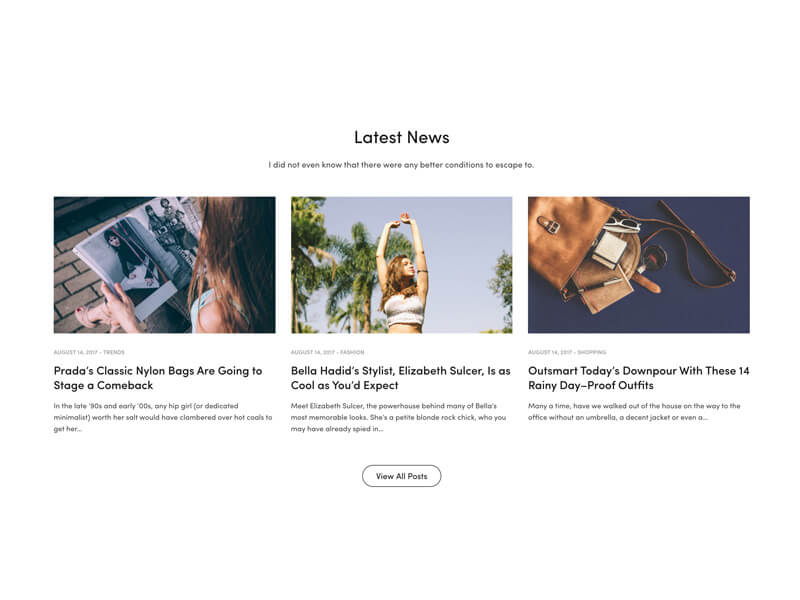 Latest News
I did not even know that there were any better conditions to escape to.
AUGUST 14, 2017 - TRENDS
Prada’s Classic Nylon Bags Are Going to
Stage a Comeback
In the late ‘90s and early ‘00s, any hip girl (or dedicated
minimalist) worth her salt would have clambered over hot coals to
get her...
AUGUST 14, 2017 - FASHION
Bella Hadid’s Stylist, Elizabeth Sulcer, Is as
Cool as You’d Expect
Meet Elizabeth Sulcer, the powerhouse behind many of Bella’s
most memorable looks. She’s a petite blonde rock chick, who you
may have already spied in...
AUGUST 14, 2017 - SHOPPING
Outsmart Today’s Downpour With These 14
Rainy Day–Proof Outfits
Many a time, have we walked out of the house on the way to the
office without an umbrella, a decent jacket or even a...
View All Posts